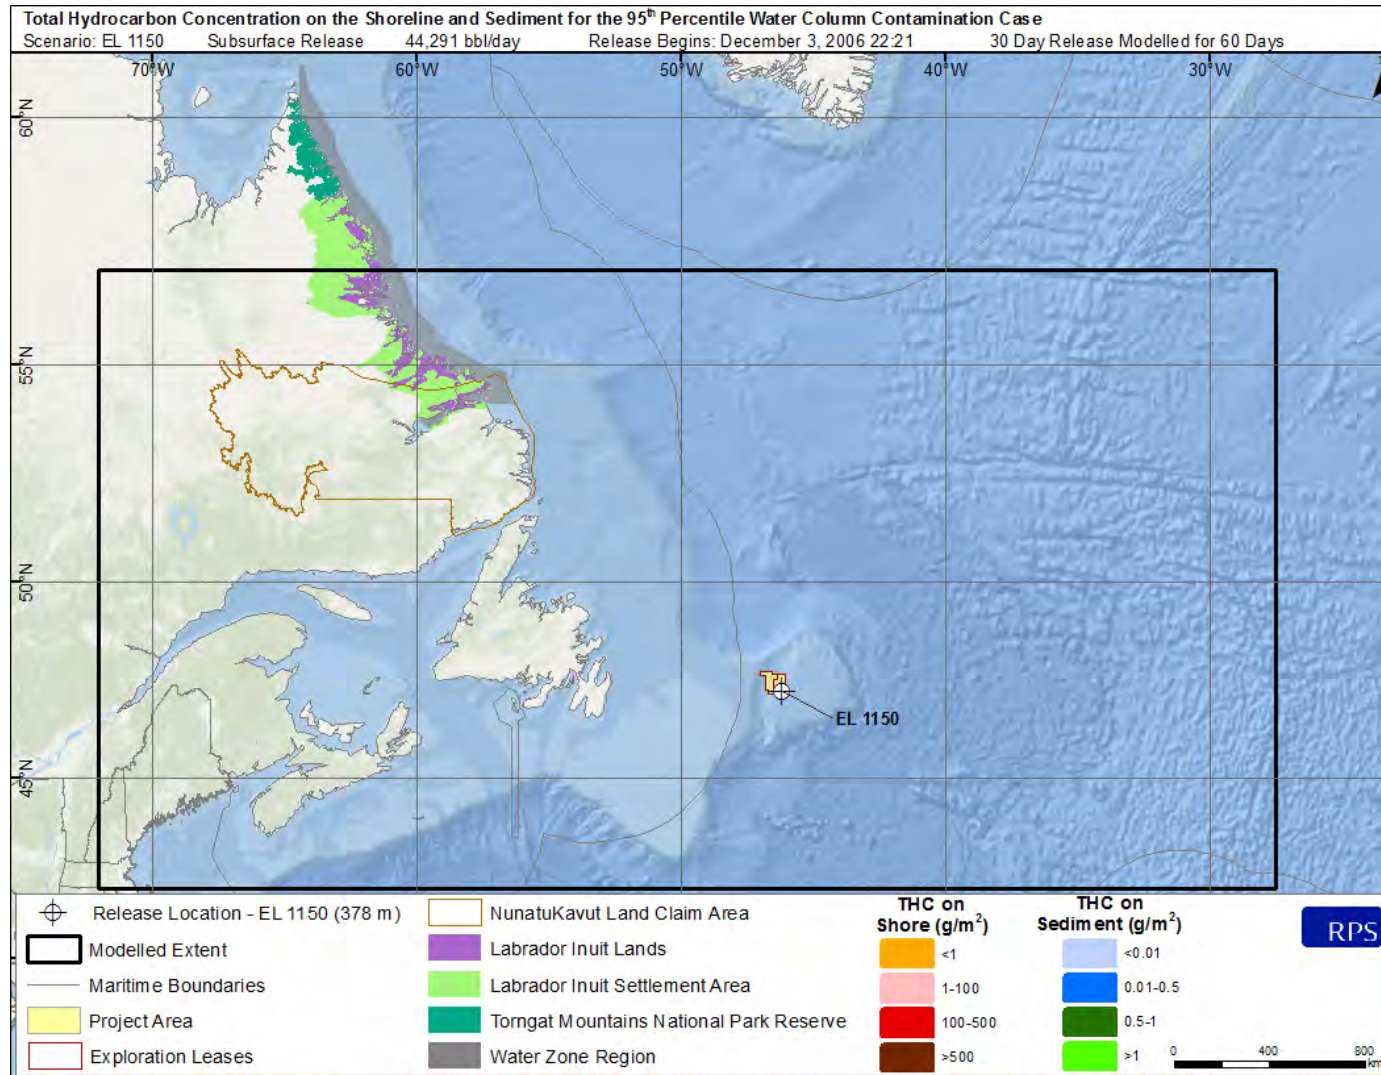 Total Hydrocarbon Concentration on the Shoreline and Sediment for the 95th Percentile Water Column Contamination Case
Scenario: EL 1150 Subsurface Release 44,291 bbl/day Release Begins: December 3, 2006 22:21 30 Day Release Modelled for 60 Days
70°W 60°W 50°W 40°W 30°W
60°N
55°N
50°N
45°N
EL 1150
Release Location - EL 1150 (378 m)
Modelled Extent
Maritime Boundaries
Project Area
Exploration Leases
NunatuKavut Land Claim Area
Labrador Inuit Lands
Labrador Inuit Settlement Area
Torngat Mountains National Park Reserve
Water Zone Region
THC on
Shore (g/m²)
<1
1-100
100-500
>500
THC on
Sediment (g/m²)
<0.01
0.01-0.5
0.5-1
>1
RPS
0 400 800
km